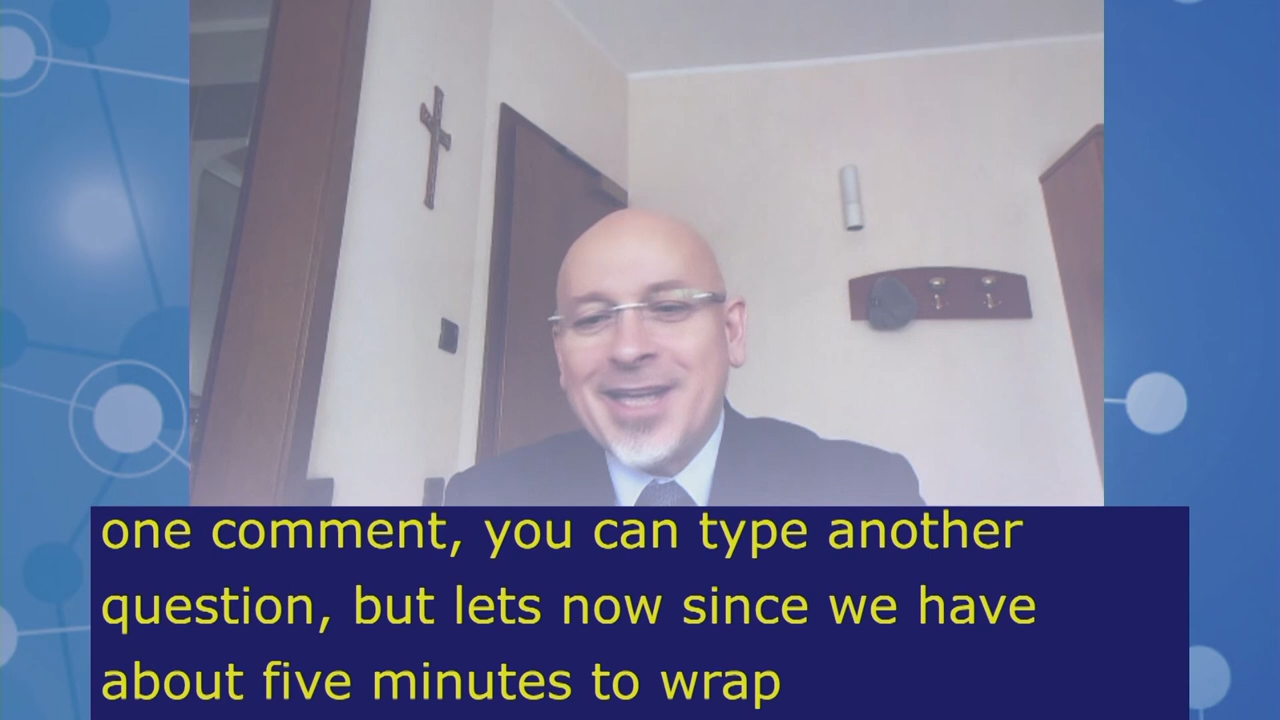 one comment, you can type another
question, but lets now since we have
about five minutes to wrap